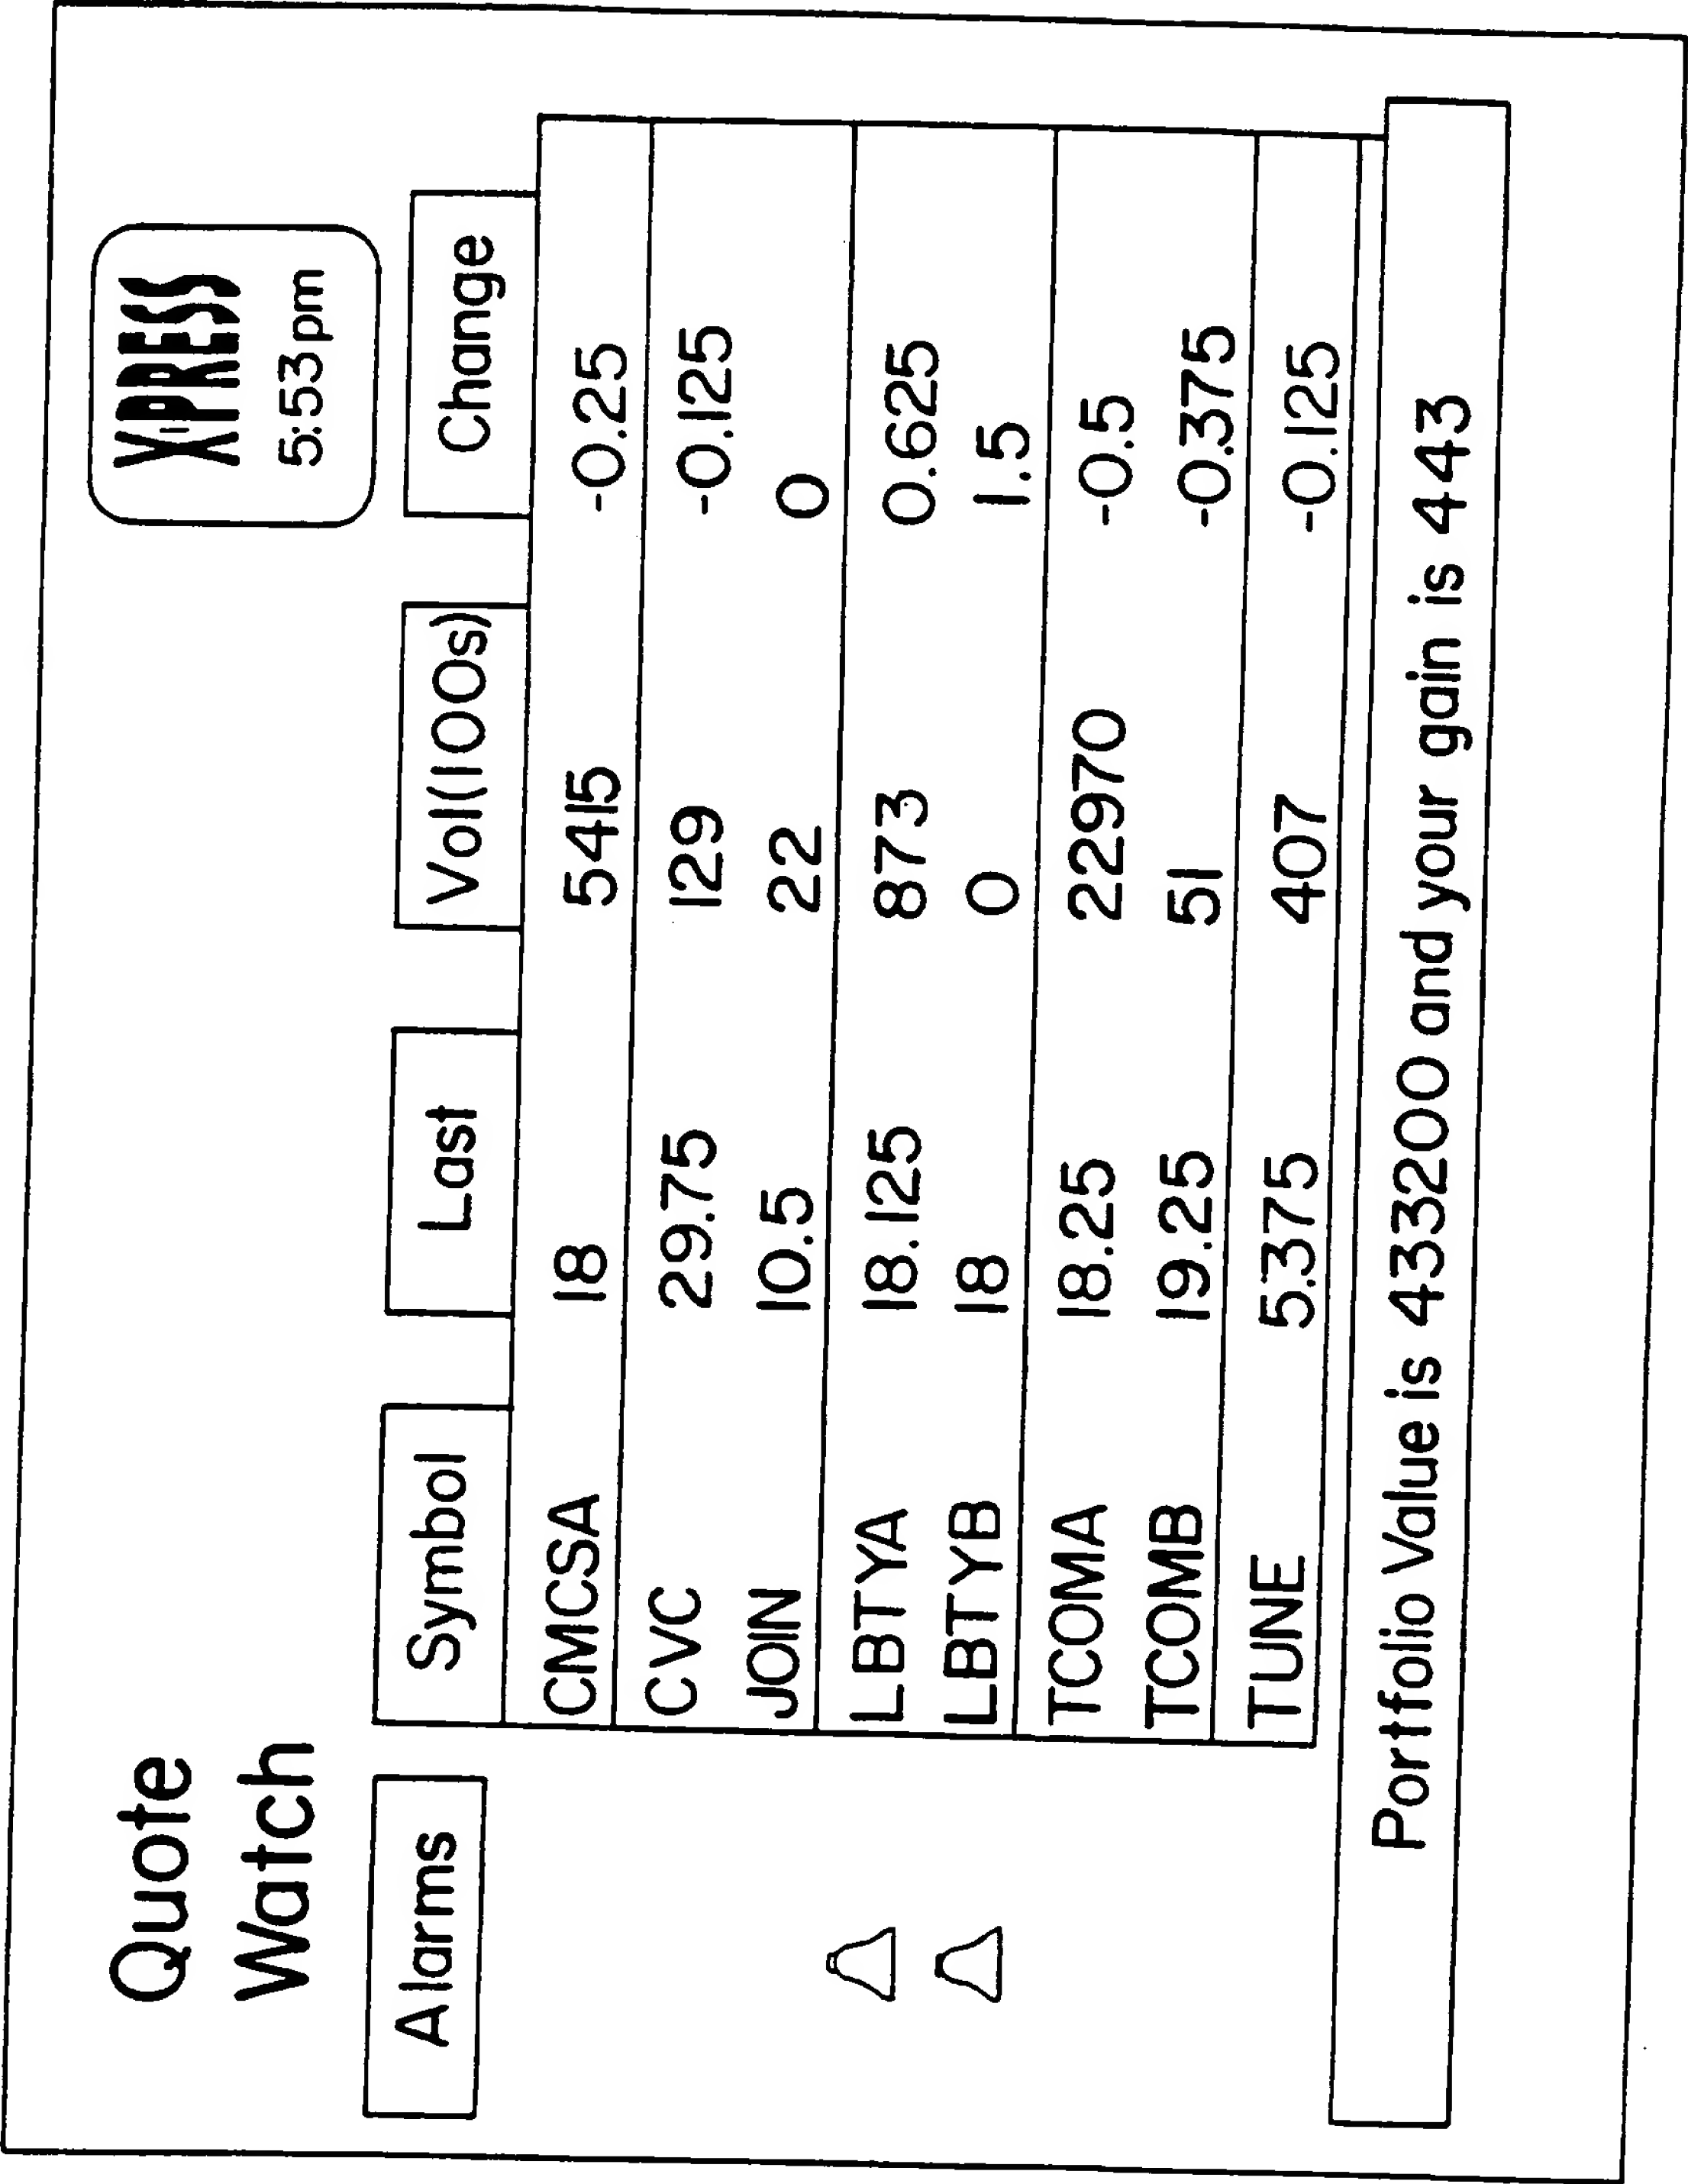 Quote
Watch
XPRESS
5:53pm
Alarms Symbol Last Vol(100s) Change
CMCSA 18 5415 -0.25
CVC 29.75 129 -0.125
JOIN 10.5 22 0
LBTYA 18.125 873 0.625
LBTYB 18 0 1.5
TCOMA 18.25 22970 -0.5
TCOMB 19.25 51 -0.375
TUNE 5.375 407 -0.125
Portfolio Value is 433200 and your gain is 443